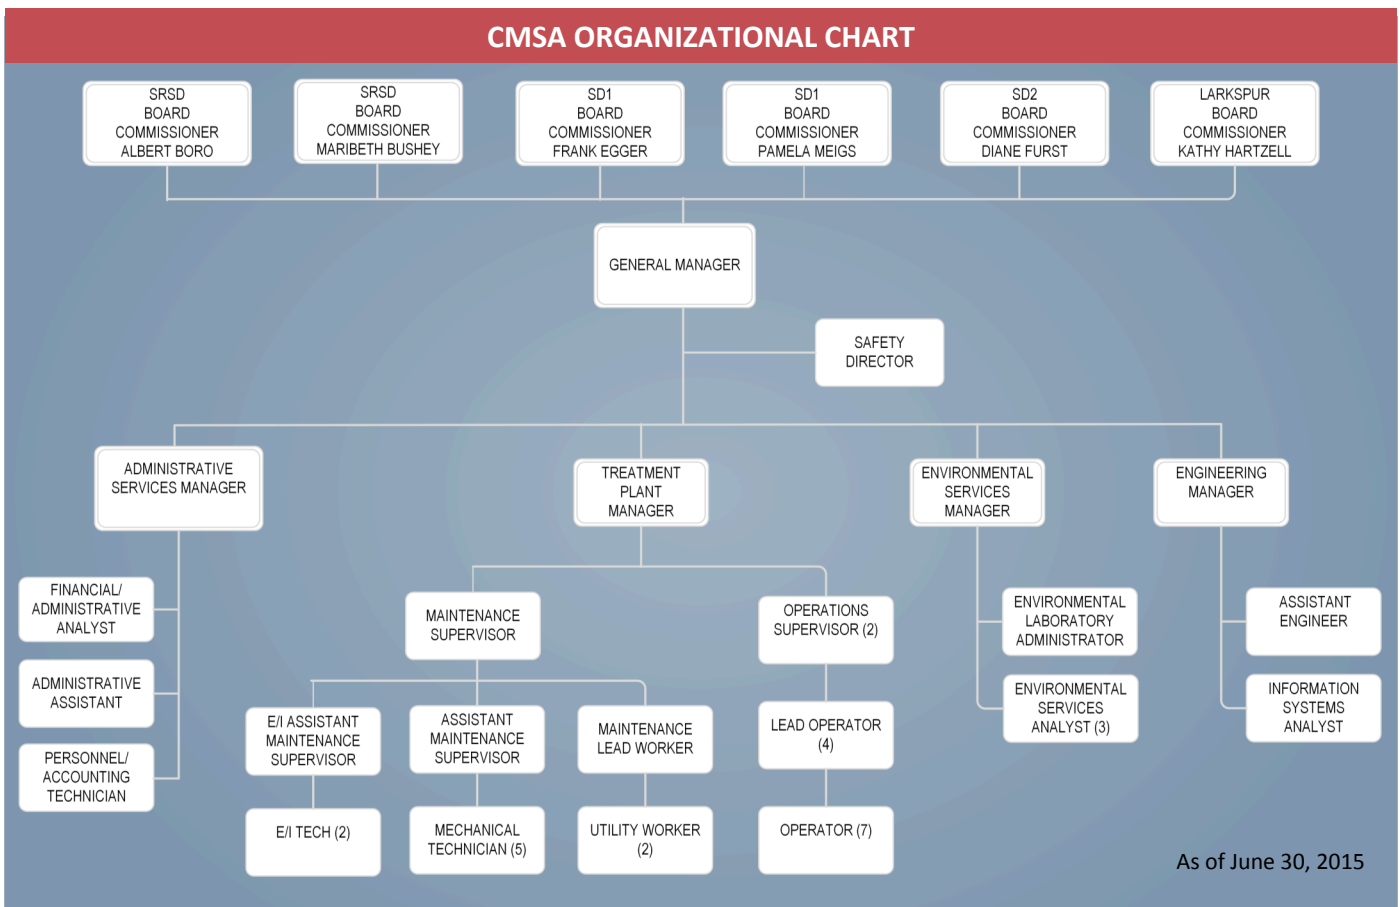 CMSA ORGANIZATIONAL CHART
SRSD
BOARD
COMMISSIONER
ALBERT BORO
SRSD
BOARD
COMMISSIONER
MARIBETH BUSHEY
SD1
BOARD
COMMISSIONER
FRANK EGGER
SD1
BOARD
COMMISSIONER
PAMELA MEIGS
SD2
BOARD
COMMISSIONER
DIANE FURST
LARKSPUR
BOARD
COMMISSIONER
KATHY HARTZELL
GENERAL MANAGER
SAFETY
DIRECTOR
ADMINISTRATIVE
SERVICES MANAGER
TREATMENT
PLANT
MANAGER
ENVIRONMENTAL
SERVICES
MANAGER
ENGINEERING
MANAGER
FINANCIAL/
ADMINISTRATIVE
ANALYST
ADMINISTRATIVE
ASSISTANT
PERSONNEL/
ACCOUNTING
TECHNICIAN
MAINTENANCE
SUPERVISOR
OPERATIONS
SUPERVISOR (2)
E/I ASSISTANT
MAINTENANCE
SUPERVISOR
ASSISTANT
MAINTENANCE
SUPERVISOR
MAINTENANCE
LEAD WORKER
LEAD OPERATOR
(4)
E/I TECH (2)
MECHANICAL
TECHNICIAN (5)
UTILITY WORKER
(2)
OPERATOR (7)
ENVIRONMENTAL
LABORATORY
ADMINISTRATOR
ENVIRONMENTAL
SERVICES
ANALYST (3)
ASSISTANT
ENGINEER
INFORMATION
SYSTEMS
ANALYST
As of June 30, 2015